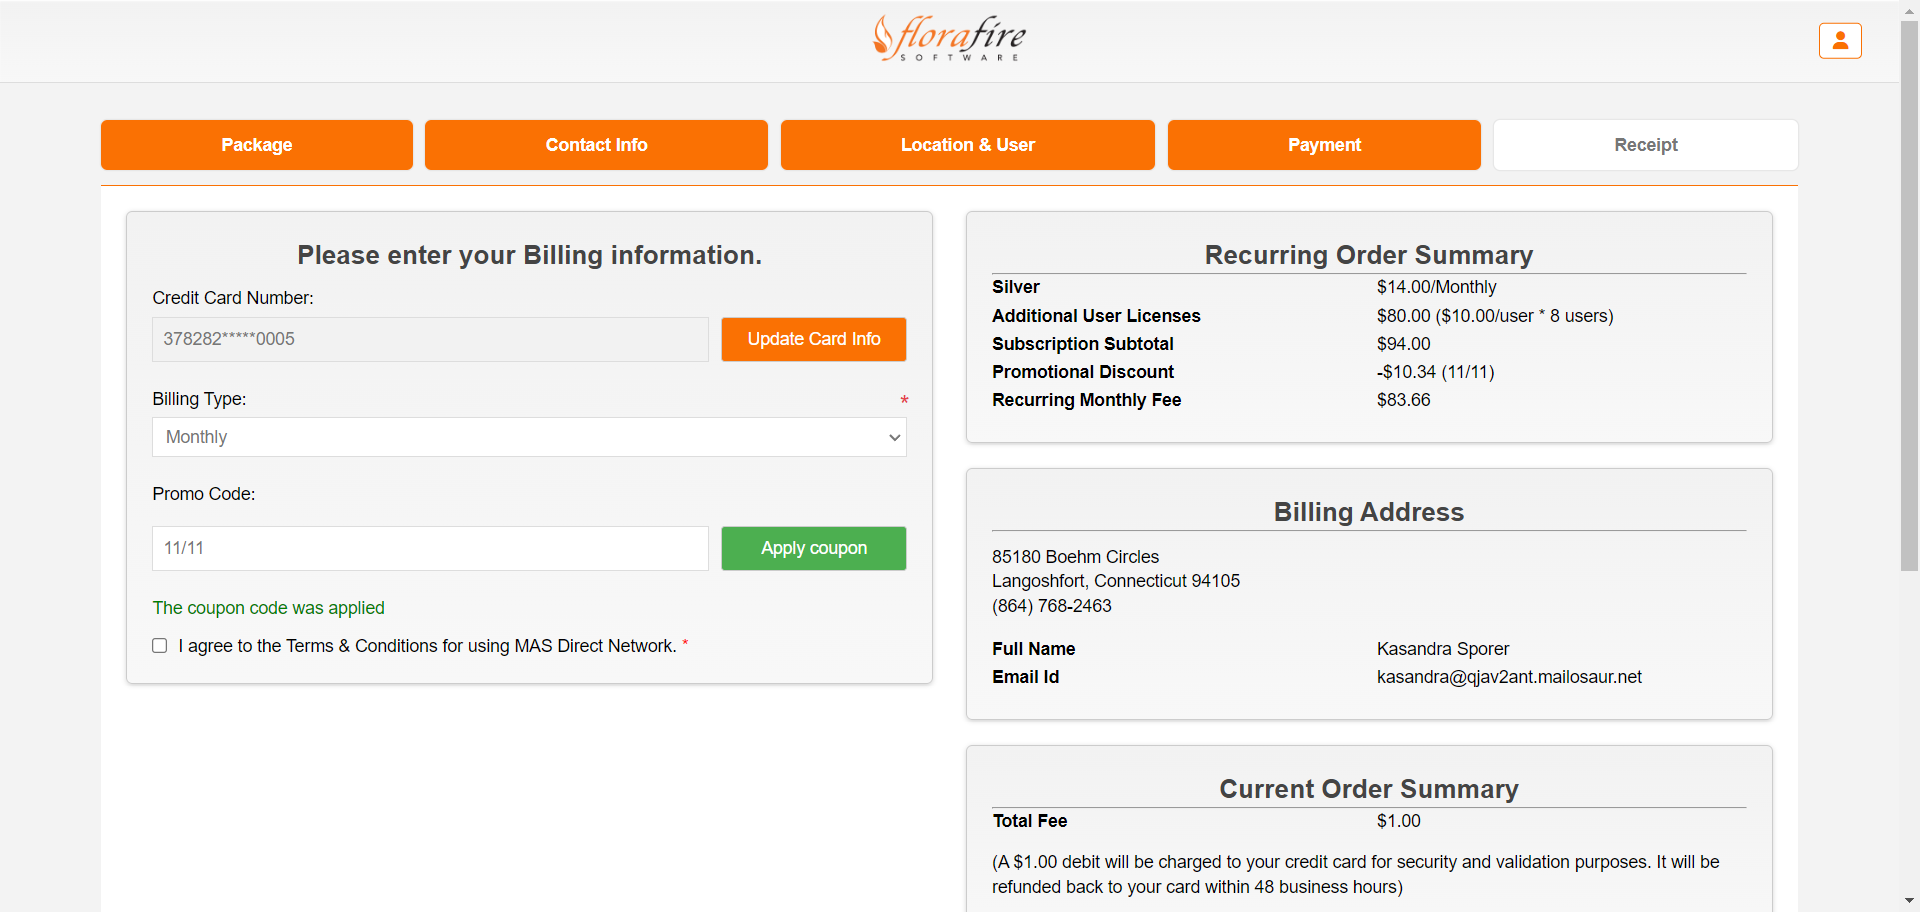 florafire
SOFTWARE
Package
Contact Info
Location & User
Payment
Receipt
Please enter your Billing information.
Credit Card Number:
378282*****0005
Update Card Info
Billing Type:
*
Monthly
Promo Code:
11/11
Apply coupon
The coupon code was applied
I agree to the Terms & Conditions for using MAS Direct Network. *
Recurring Order Summary
Silver $14.00/Monthly
Additional User Licenses $80.00 ($10.00/user * 8 users)
Subscription Subtotal $94.00
Promotional Discount -$10.34 (11/11)
Recurring Monthly Fee $83.66
Billing Address
85180 Boehm Circles
Langoshfort, Connecticut 94105
(864) 768-2463
Full Name Kasandra Sporer
Email Id kasandra@qjav2ant.mailosaur.net
Current Order Summary
Total Fee $1.00
(A $1.00 debit will be charged to your credit card for security and validation purposes. It will be
refunded back to your card within 48 business hours)